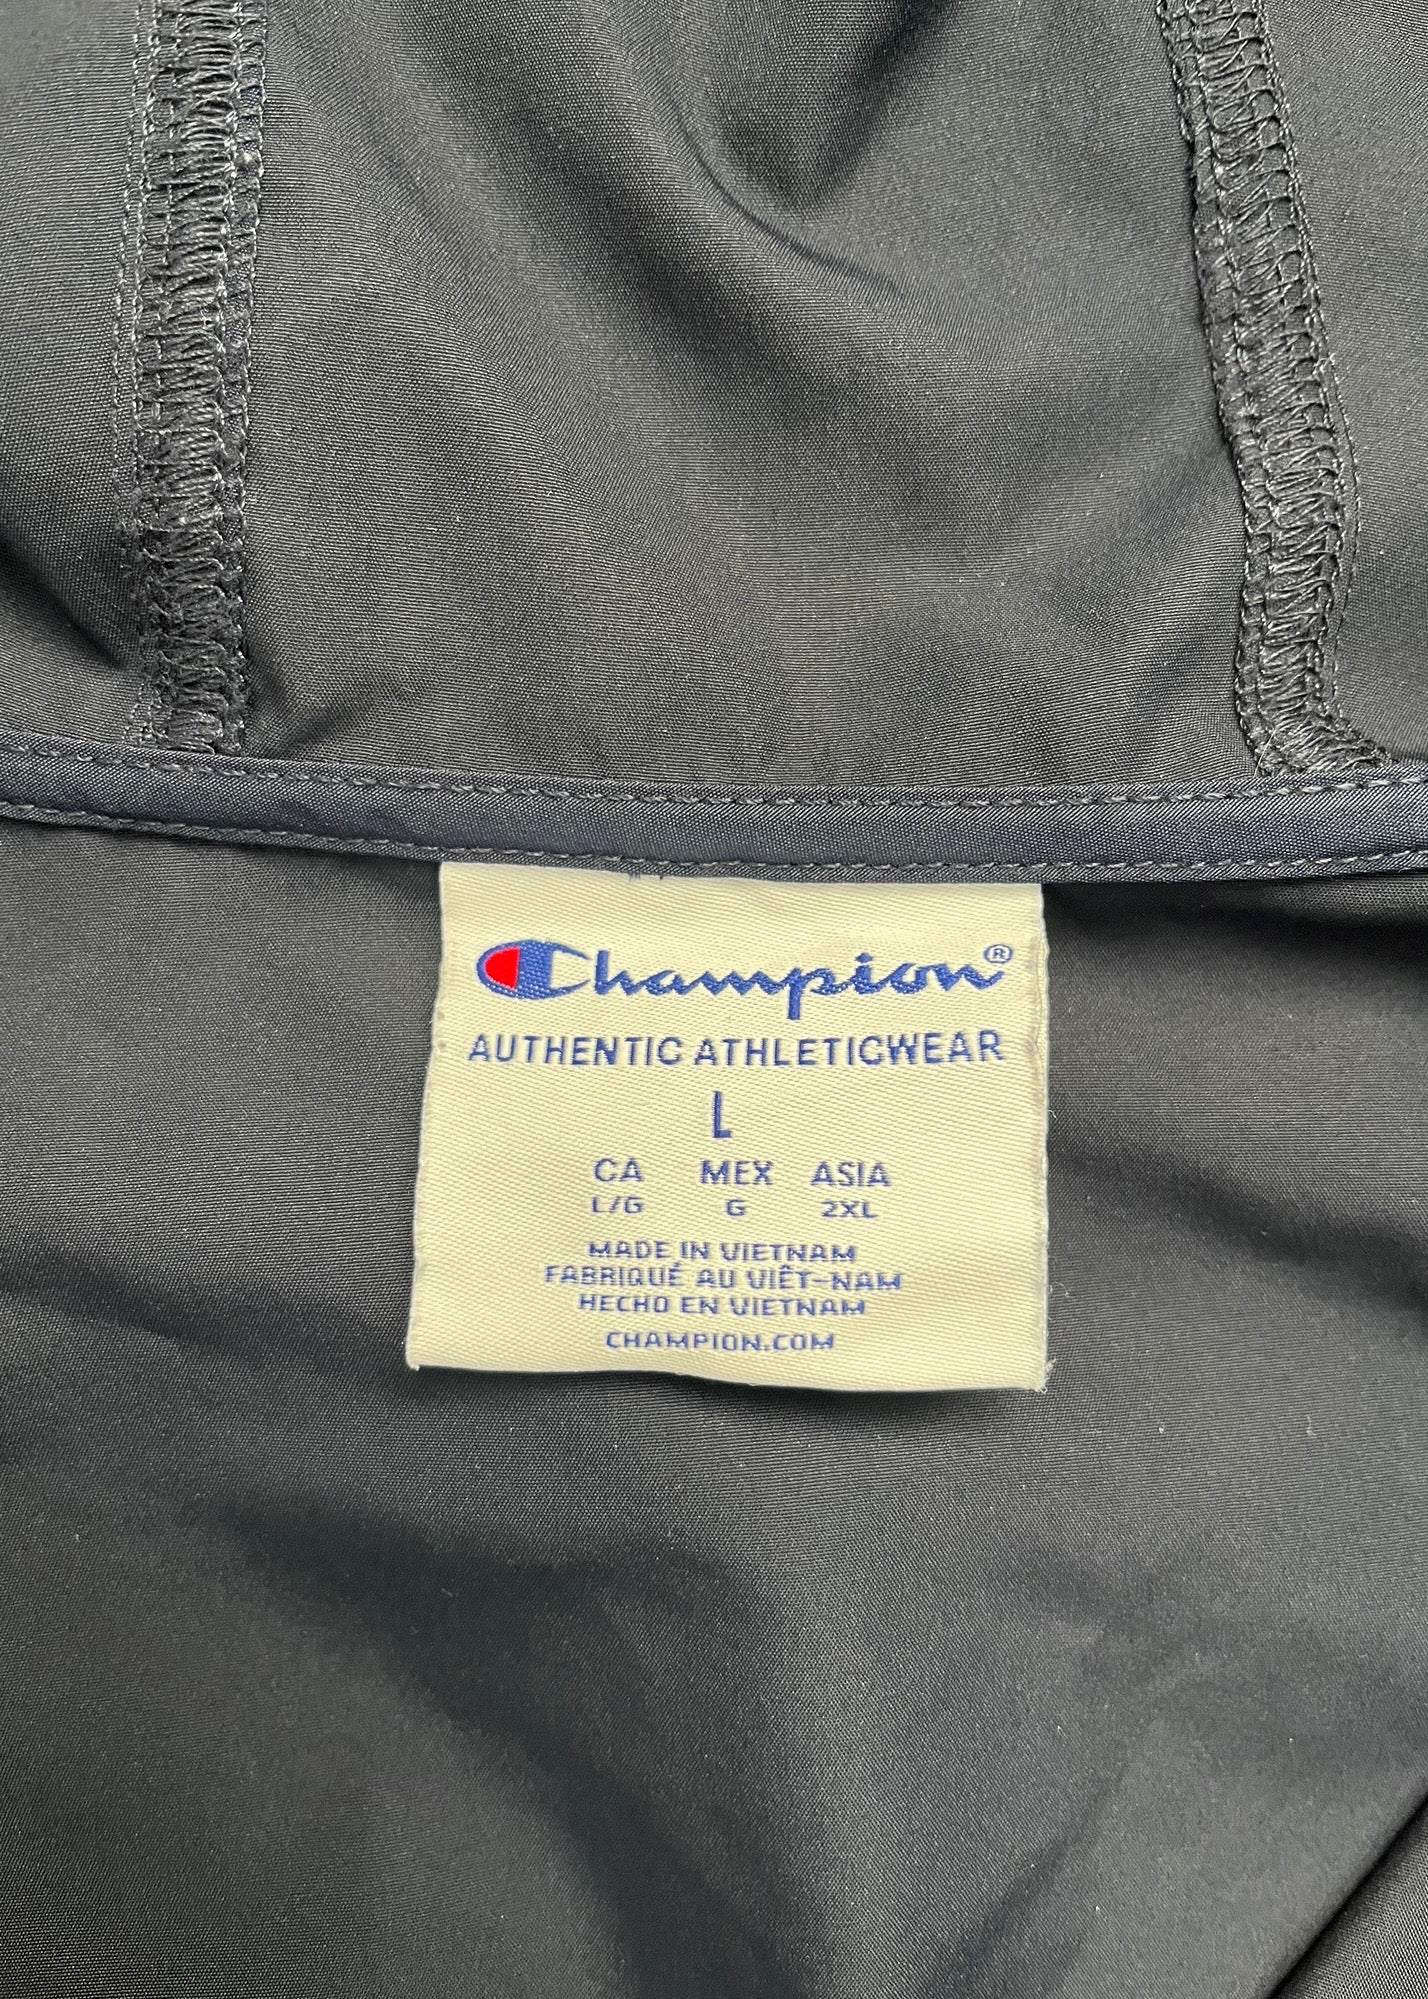 Champion®
AUTHENTIC ATHLETICWEAR
L
CA MEX ASIA
L/G G 2XL
MADE IN VIETNAM
FABRIQUÉ AU VIÊT-NAM
HECHO EN VIETNAM
CHAMPION.COM